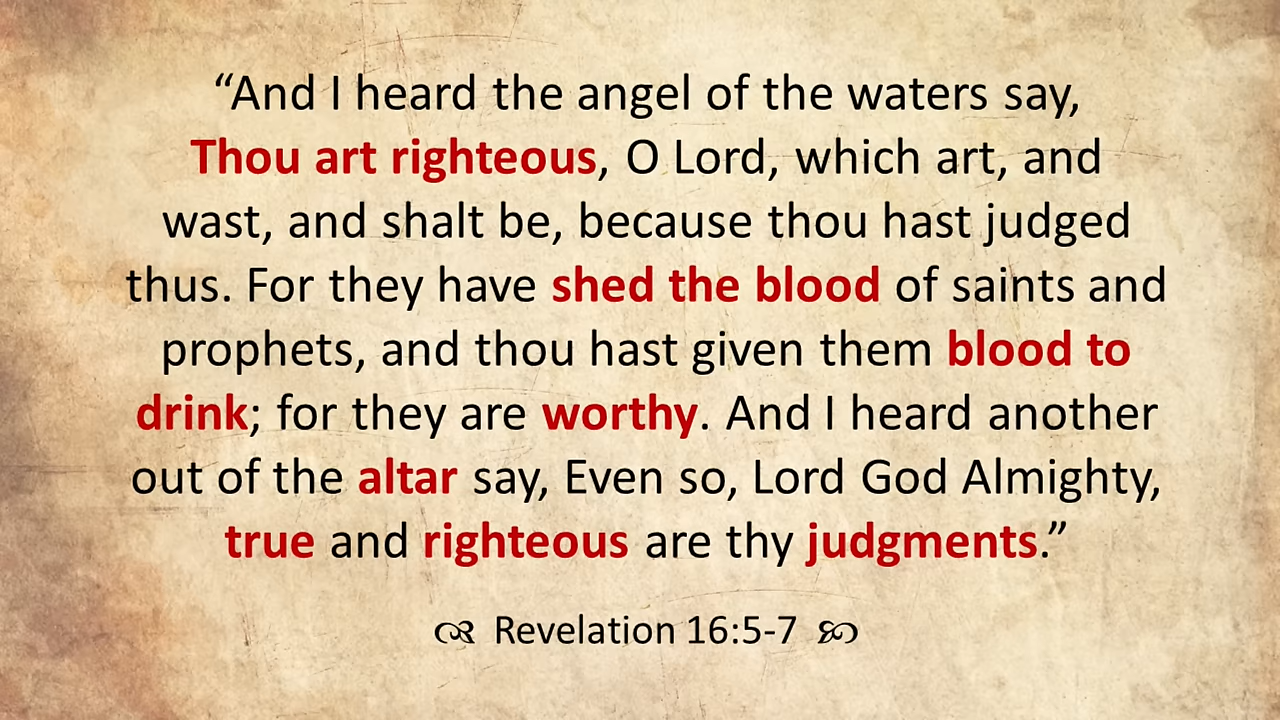 “And I heard the angel of the waters say,
Thou art righteous, O Lord, which art, and
wast, and shalt be, because thou hast judged
thus. For they have shed the blood of saints and
prophets, and thou hast given them blood to
drink; for they are worthy. And I heard another
out of the altar say, Even so, Lord God Almighty,
true and righteous are thy judgments.”
Revelation 16:5-7